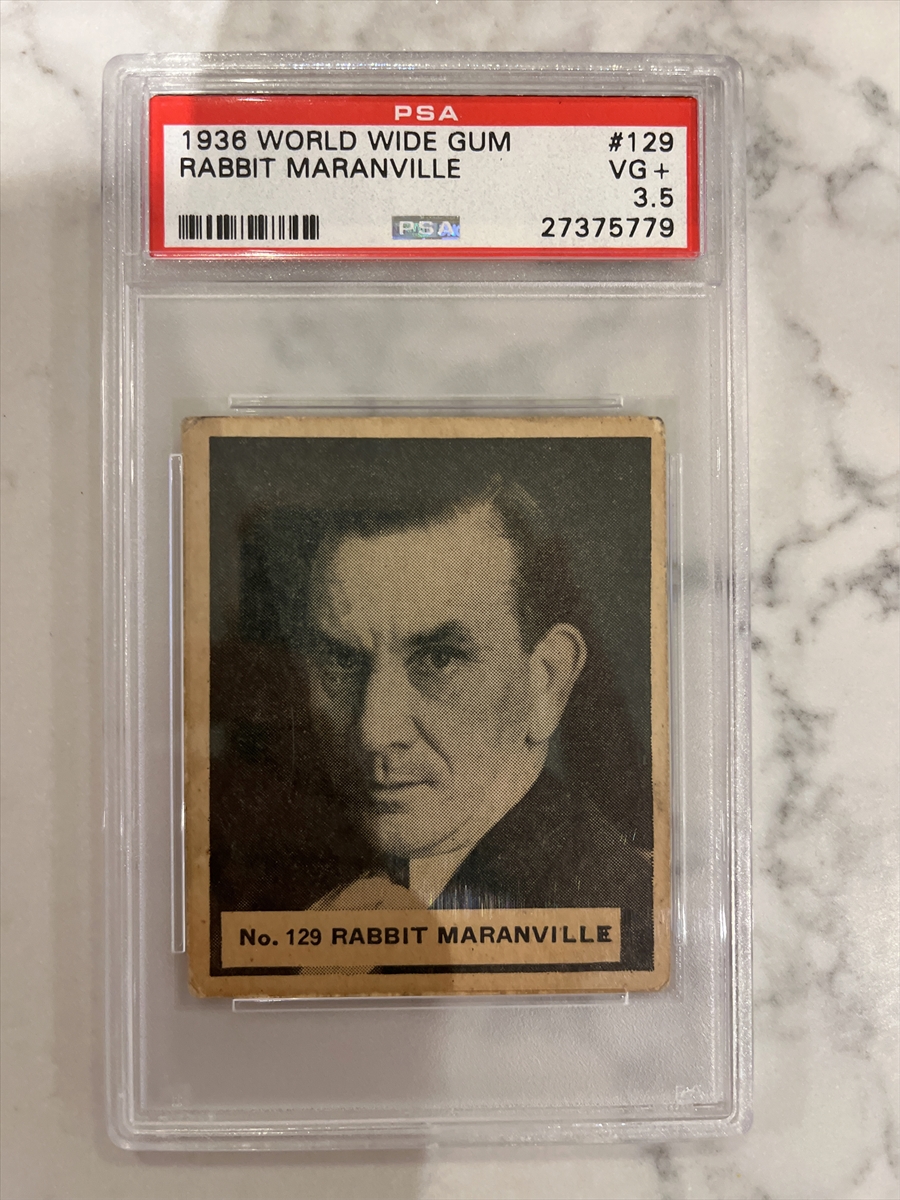 PSA
1936 WORLD WIDE GUM #129
RABBIT MARANVILLE VG+
3.5
PSA 27375779
No. 129 RABBIT MARANVILLE